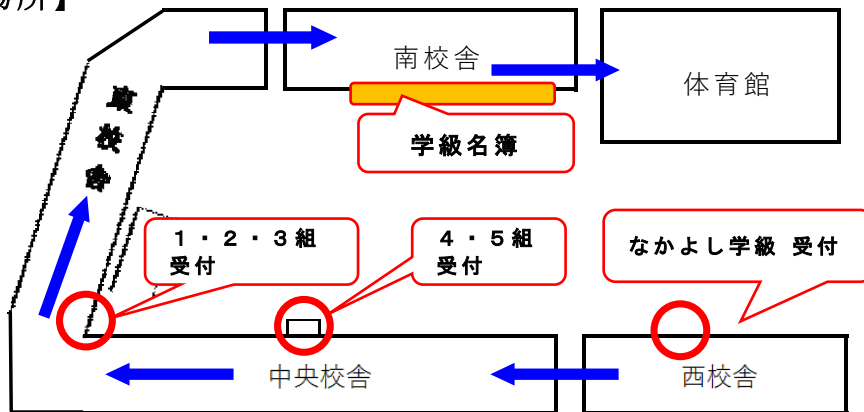 所】
南校舎
体育館
東校舎
学級名簿
1・2・3組
受付
4・5組
受付
なかよし学級 受付
中央校舎
西校舎